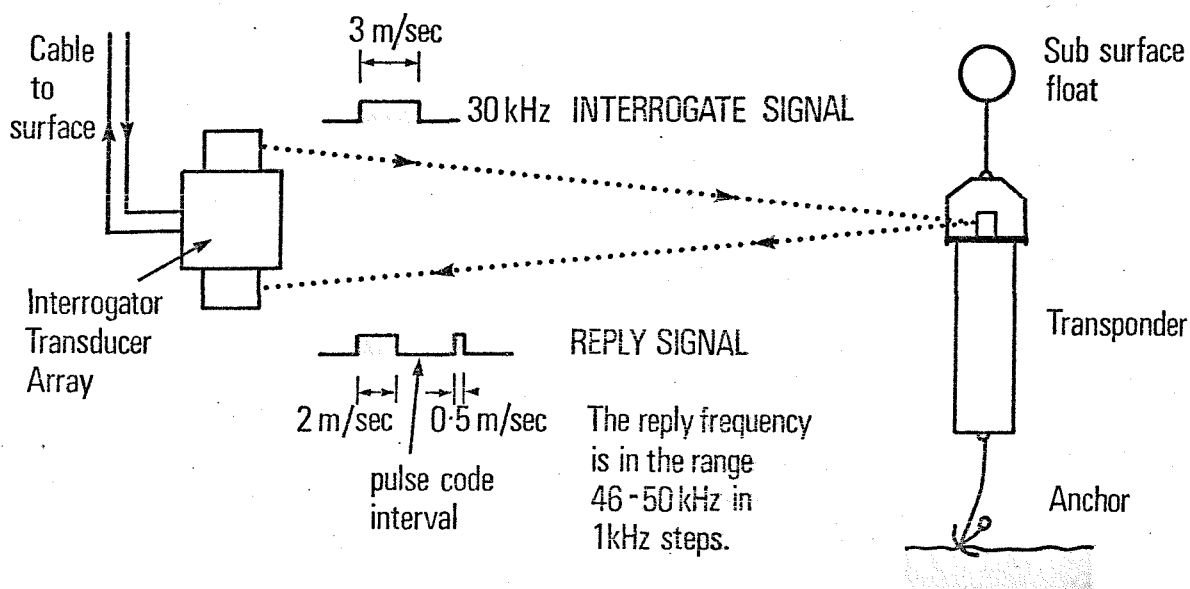 Cable
to
surface
3 m/sec
30 kHz INTERROGATE SIGNAL
Sub surface
float
Interrogator
Transducer
Array
REPLY SIGNAL
2 m/sec
0·5 m/sec
pulse code
interval
The reply frequency
is in the range
46-50 kHz in
1kHz steps.
Transponder
Anchor